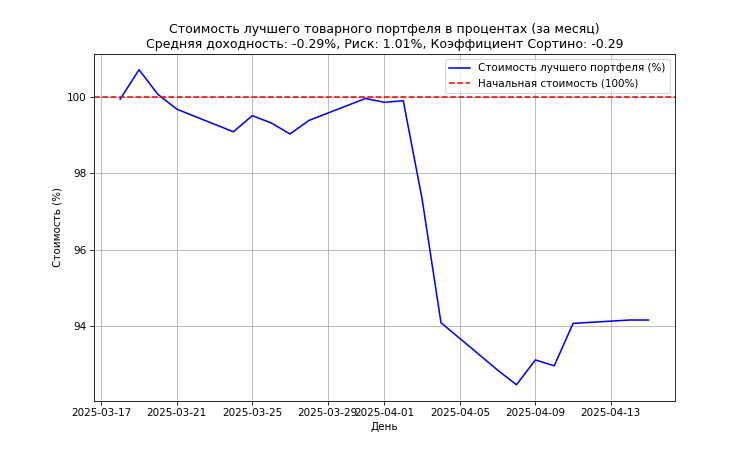 Стоимость лучшего товарного портфеля в процентах (за месяц)
Средняя доходность: -0.29%, Риск: 1.01%, Коэффициент Сортино: -0.29
Стоимость лучшего портфеля (%)
Начальная стоимость (100%)
Стоимость (%)
100
98
96
94
2025-03-17 2025-03-21 2025-03-25 2025-03-29 2025-04-01 2025-04-05 2025-04-09 2025-04-13
День